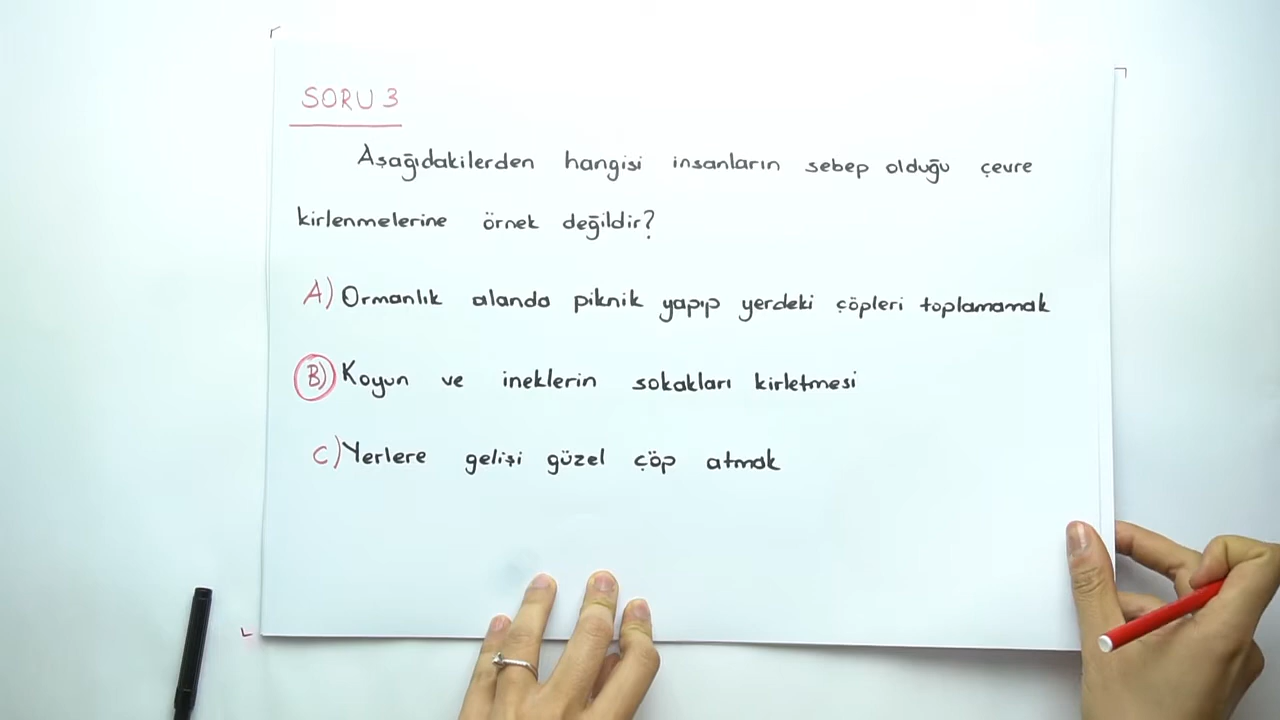 SORU 3
Aşağıdakilerden hangisi insanların sebep olduğu çevre
kirlenmelerine örnek değildir?
A) Ormanlık alanda piknik yapıp yerdeki çöpleri toplamamak
B) Koyun ve ineklerin sokakları kirletmesi
C) Yerlere gelişi güzel çöp atmak